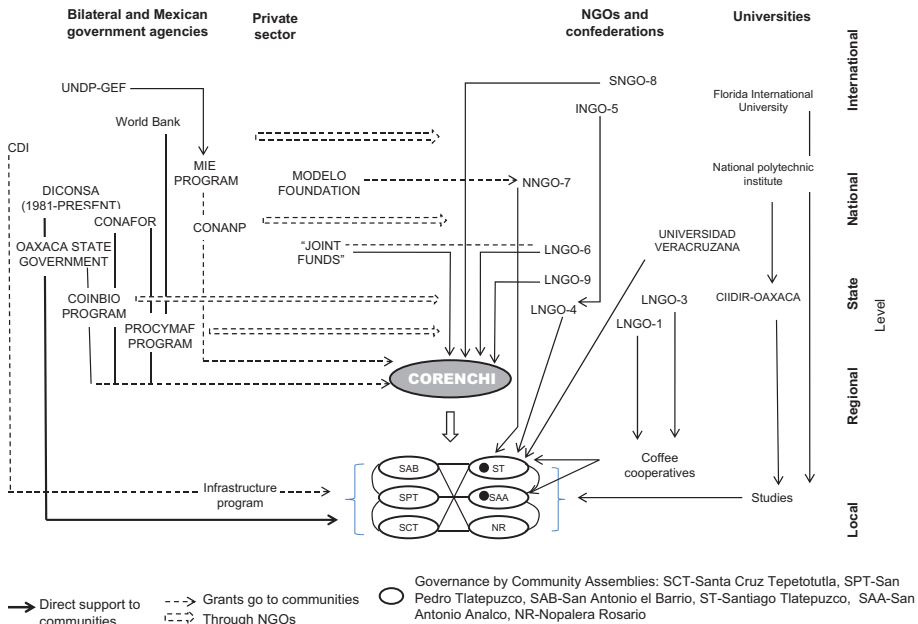 Bilateral and Mexican
government agencies
Private
sector
NGOs and
confederations
Universities
International
UNDP-GEF
SNGO-8
Florida International
University
INGO-5
World Bank
CDI
MIE
PROGRAM
MODELO
FOUNDATION
NNGO-7
National polytechnic
institute
National
DICONSA
(1981-PRESENT)
CONAFOR
CONANP
OAXACA STATE
GOVERNMENT
"JOINT
FUNDS"
LNGO-6
UNIVERSIDAD
VERACRUZANA
LNGO-9
COINBIO
PROGRAM
LNGO-4
LNGO-3
LNGO-1
CIIDIR-OAXACA
State
Level
PROCYMAF
PROGRAM
CORENCHI
Regional
SAB
ST
Coffee
cooperatives
SPT
SAA
Infrastructure
program
Studies
SCT
NR
Local
Direct support to
communities
Grants go to communities
Through NGOs
Governance by Community Assemblies: SCT-Santa Cruz Tepetotutla, SPT-San
Pedro Tlatepuzco, SAB-San Antonio el Barrio, ST-Santiago Tlatepuzco, SAA-San
Antonio Analco, NR-Nopalera Rosario